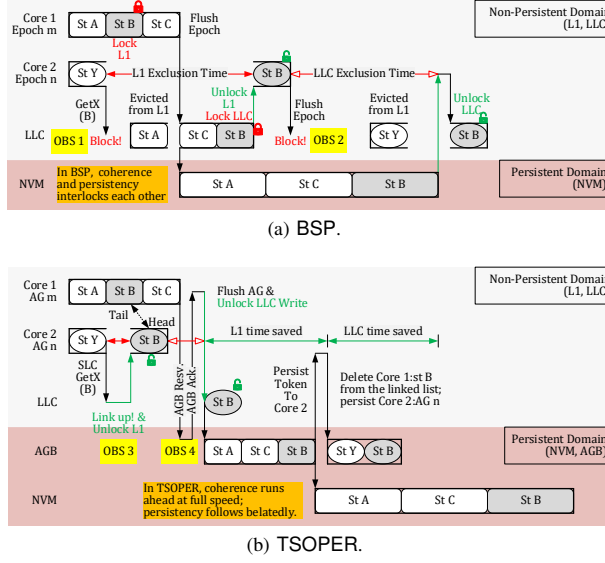 Core 1
Epoch m
St A
St B
St C
Lock
L1
Flush
Epoch
Non-Persistent Domain
(L1, LLC)
Core 2
Epoch n
St Y
L1 Exclusion Time
St B
LLC Exclusion Time
GetX
(B)
Evicted
from L1
Unlock
L1
Lock LLC
Flush
Epoch
Evicted
from L1
Unlock
LLC
LLC
OBS 1
Block!
St A
St C
St B
Block!
OBS 2
St Y
St B
NVM
In BSP, coherence
and persistency
interlocks each other
St A
St C
St B
Persistent Domain
(NVM)
(a) BSP.
Core 1
AG m
St A
St B
St C
Flush AG &
Unlock LLC Write
Non-Persistent Domain
(L1, LLC)
Tail
Head
Core 2
AG n
St Y
St B
L1 time saved
LLC time saved
SLC
GetX
(B)
AGB Resv.
AGB Ack.
Persist
Token
To
Core 2
Delete Core 1:st B
from the linked list;
persist Core 2:AG n
LLC
St B
Link up! &
Unlock L1
OBS 3
OBS 4
Persistent Domain
(NVM, AGB)
AGB
St A
St C
St B
St Y
St B
NVM
In TSOPER, coherence runs
ahead at full speed;
persistency follows belatedly.
St A
St C
St B
(b) TSOPER.